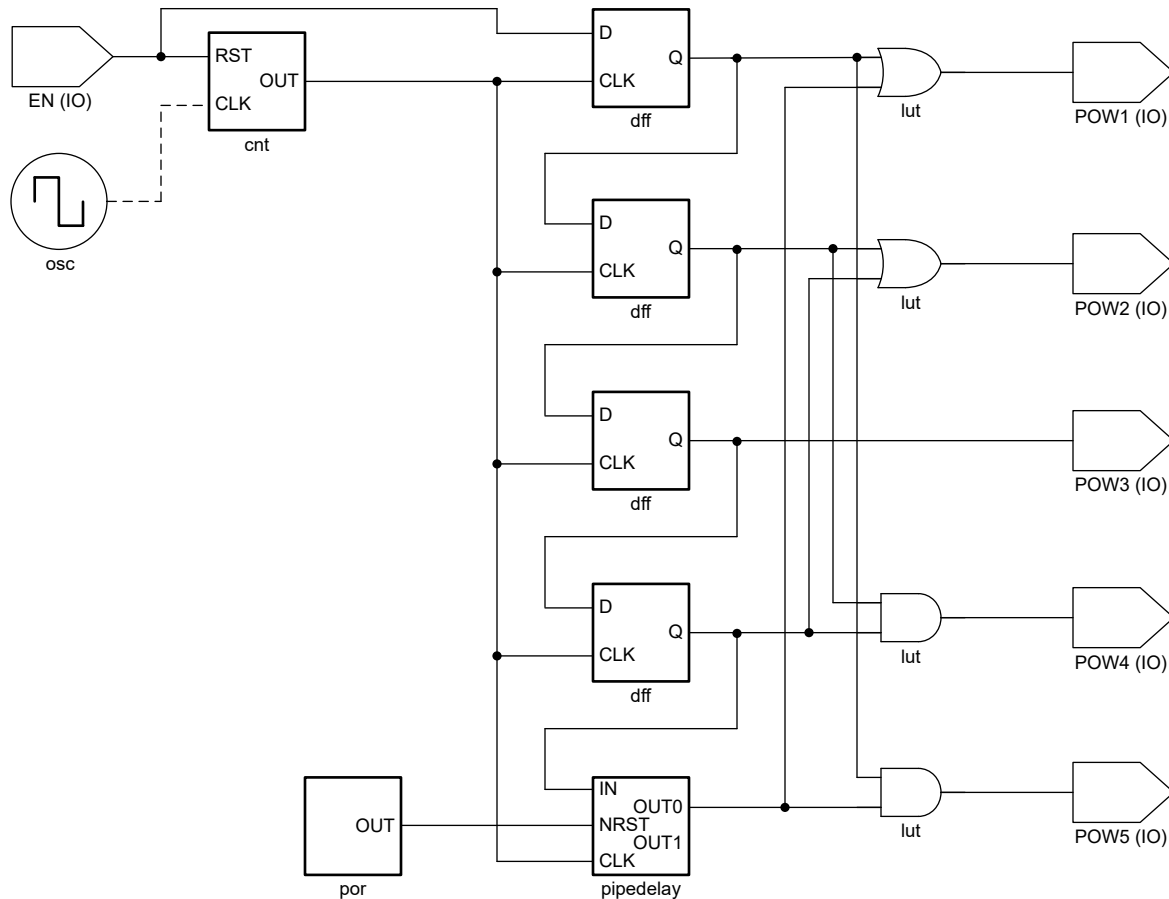 EN (IO)
RST
OUT
CLK
cnt
osc
D
Q
CLK
dff
lut
POW1 (IO)
D
Q
CLK
dff
lut
POW2 (IO)
D
Q
CLK
dff
POW3 (IO)
D
Q
CLK
dff
lut
POW4 (IO)
OUT
por
IN
OUT0
NRST
OUT1
CLK
pipedelay
lut
POW5 (IO)